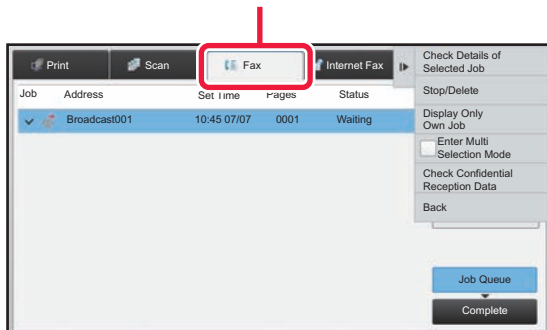 Print
Scan
Fax
Internet Fax
Job
Address
Set Time
Pages
Status
Broadcast001
10:45 07/07
0001
Waiting
Check Details of
Selected Job
Stop/Delete
Display Only
Own Job
Enter Multi
Selection Mode
Check Confidential
Reception Data
Back
Job Queue
Complete